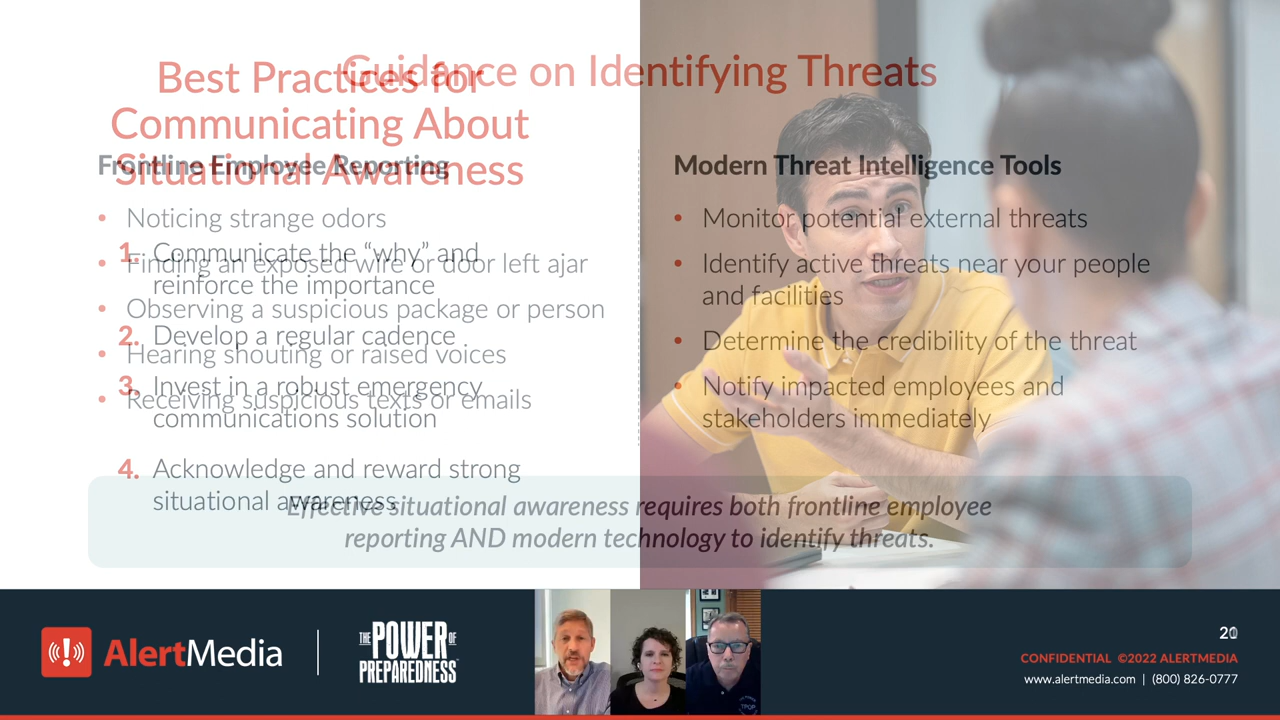 Guidance on Identifying Threats
Frontline Employee Reporting
• Noticing strange odors
• Finding an exposed wire or door left ajar
• Observing a suspicious package or person
• Hearing shouting or raised voices
• Receiving suspicious texts or emails
Modern Threat Intelligence Tools
• Monitor potential external threats
• Identify active threats near your people
and facilities
• Determine the credibility of the threat
• Notify impacted employees and
stakeholders immediately
Effective situational awareness requires both frontline employee
reporting AND modern technology to identify threats.
Best Practices for
Communicating About
Situational Awareness
1. Communicate the “why” and
reinforce the importance
2. Develop a regular cadence
3. Invest in a robust emergency
communications solution
4. Acknowledge and reward strong
situational awareness
AlertMedia
THE POWER OF
PREPAREDNESS
CONFIDENTIAL ©2022 ALERTMEDIA
www.alertmedia.com | (800) 826-0777